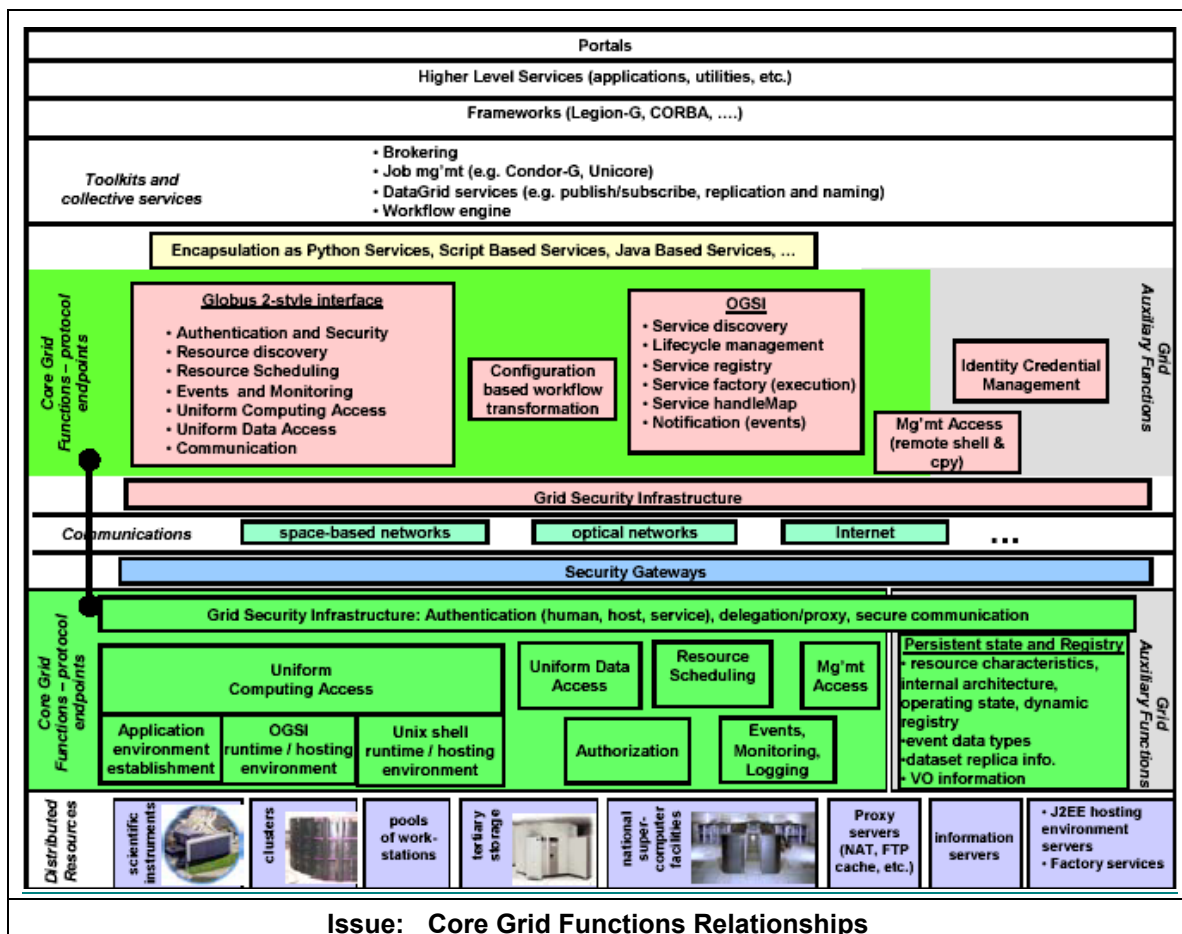 Portals
Higher Level Services (applications, utilities, etc.)
Frameworks (Legion-G, CORBA, ....)
Toolkits and
collective services
• Brokering
• Job mg'mt (e.g. Condor-G, Unicore)
• DataGrid services (e.g. publish/subscribe, replication and naming)
• Workflow engine
Encapsulation as Python Services, Script Based Services, Java Based Services, ...
Core Grid
Functions – protocol
endpoints
Globus 2-style interface
• Authentication and Security
• Resource discovery
• Resource Scheduling
• Events and Monitoring
• Uniform Computing Access
• Uniform Data Access
• Communication
Configuration
based workflow
transformation
OGSI
• Service discovery
• Lifecycle management
• Service registry
• Service factory (execution)
• Service handleMap
• Notification (events)
Identity Credential
Management
Mg'mt Access
(remote shell &
cpy)
Grid
Auxiliary Functions
Grid Security Infrastructure
Communications
space-based networks
optical networks
Internet
...
Security Gateways
Core Grid
Functions – protocol
endpoints
Grid Security Infrastructure: Authentication (human, host, service), delegation/proxy, secure communication
Uniform
Computing Access
Application
environment
establishment
OGSI
runtime / hosting
environment
Unix shell
runtime / hosting
environment
Uniform Data
Access
Resource
Scheduling
Mg'mt
Access
Authorization
Events,
Monitoring,
Logging
Persistent state and Registry
• resource characteristics,
internal architecture,
operating state, dynamic
registry
•event data types
•dataset replica info.
• VO information
Grid
Auxiliary Functions
Distributed
Resources
scientific
instruments
clusters
pools
of work-
stations
tertiary
storage
national
super-
computer
facilities
Proxy
servers
(NAT, FTP
cache, etc.)
information
servers
• J2EE hosting
environment
servers
• Factory services
Issue: Core Grid Functions Relationships